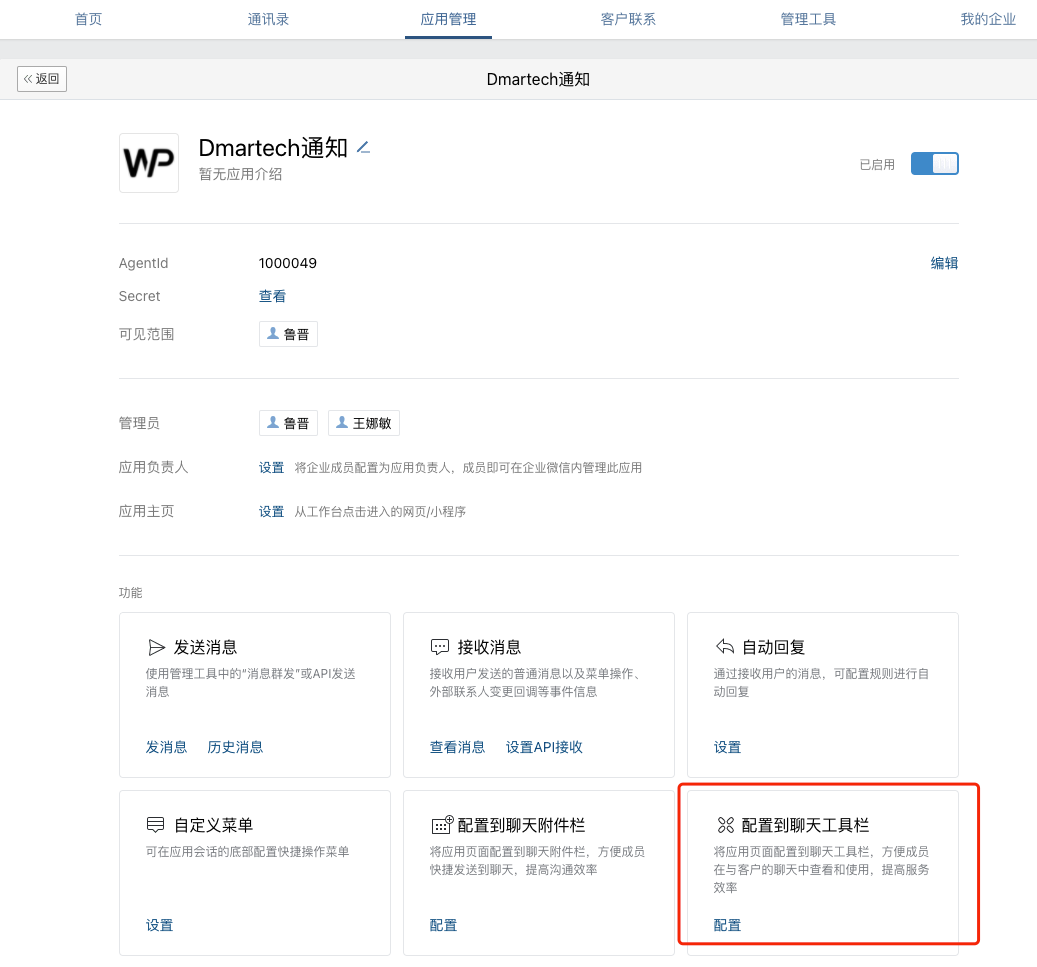 首页 通讯录 应用管理 客户联系 管理工具 我的企业
«返回 Dmartech通知
WP
Dmartech通知
暂无应用介绍
已启用
AgentId 1000049 编辑
Secret 查看
可见范围 鲁晋
管理员 鲁晋 王娜敏
应用负责人 设置 将企业成员配置为应用负责人，成员即可在企业微信内管理此应用
应用主页 设置 从工作台点击进入的网页/小程序
功能
发送消息
使用管理工具中的“消息群发”或API发送
消息
发消息 历史消息
接收消息
接收用户发送的普通消息以及菜单操作、
外部联系人变更回调等事件信息
查看消息 设置API接收
自动回复
通过接收用户的消息，可配置规则进行自
动回复
设置
自定义菜单
可在应用会话的底部配置快捷操作菜单
设置
配置到聊天附件栏
将应用页面配置到聊天附件栏，方便成员
快捷发送到聊天，提高沟通效率
配置
配置到聊天工具栏
将应用页面配置到聊天工具栏，方便成员
在与客户的聊天中查看和使用，提高服务
效率
配置